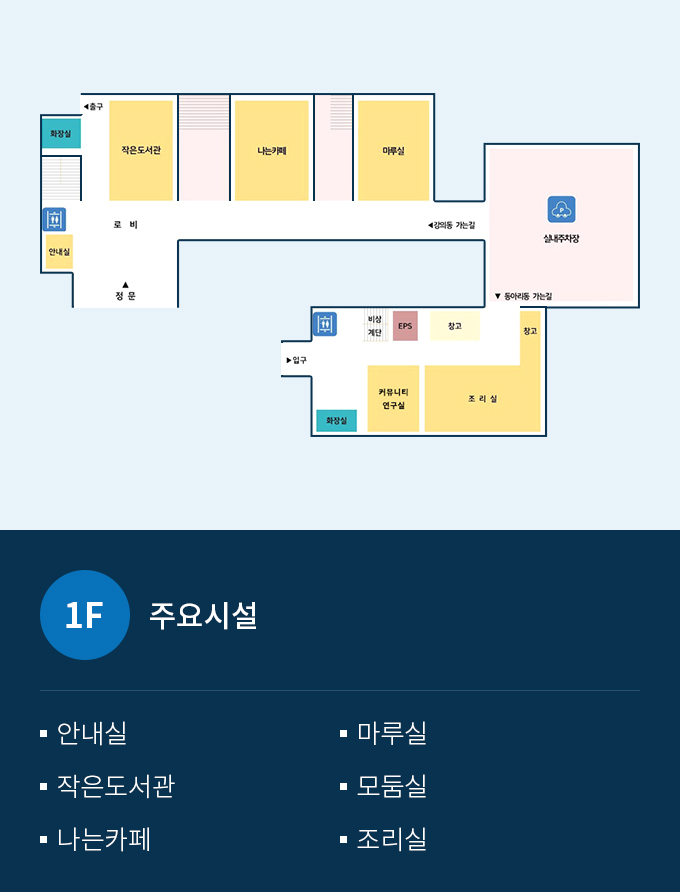 ◀출구
화장실
작은도서관
나는카페
마루실
로 비
◀강의동 가는길
실내주차장
안내실
▲
정 문
▼ 동아리동 가는길
비상
계단
EPS
창고
창고
▶입구
커뮤니티
연구실
조 리 실
화장실
1F 주요시설
안내실
마루실
작은도서관
모둠실
나는카페
조리실